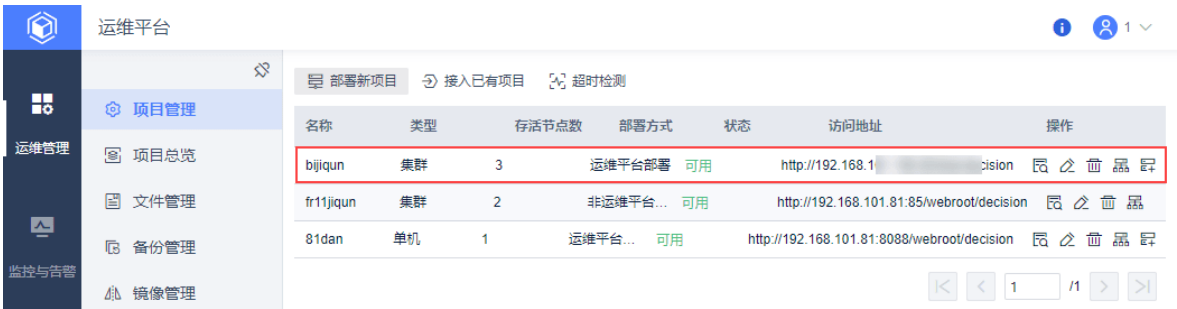 运维平台
1
部署新项目 接入已有项目 超时检测
运维管理
监控与告警
项目管理
项目总览
文件管理
备份管理
镜像管理
名称 类型 存活节点数 部署方式 状态 访问地址 操作
bijiqun 集群 3 运维平台部署 可用 http://192.168.1 cision
fr11jiqun 集群 2 非运维平台... 可用 http://192.168.101.81:85/webroot/decision
81dan 单机 1 运维平台... 可用 http://192.168.101.81:8088/webroot/decision
1 /1